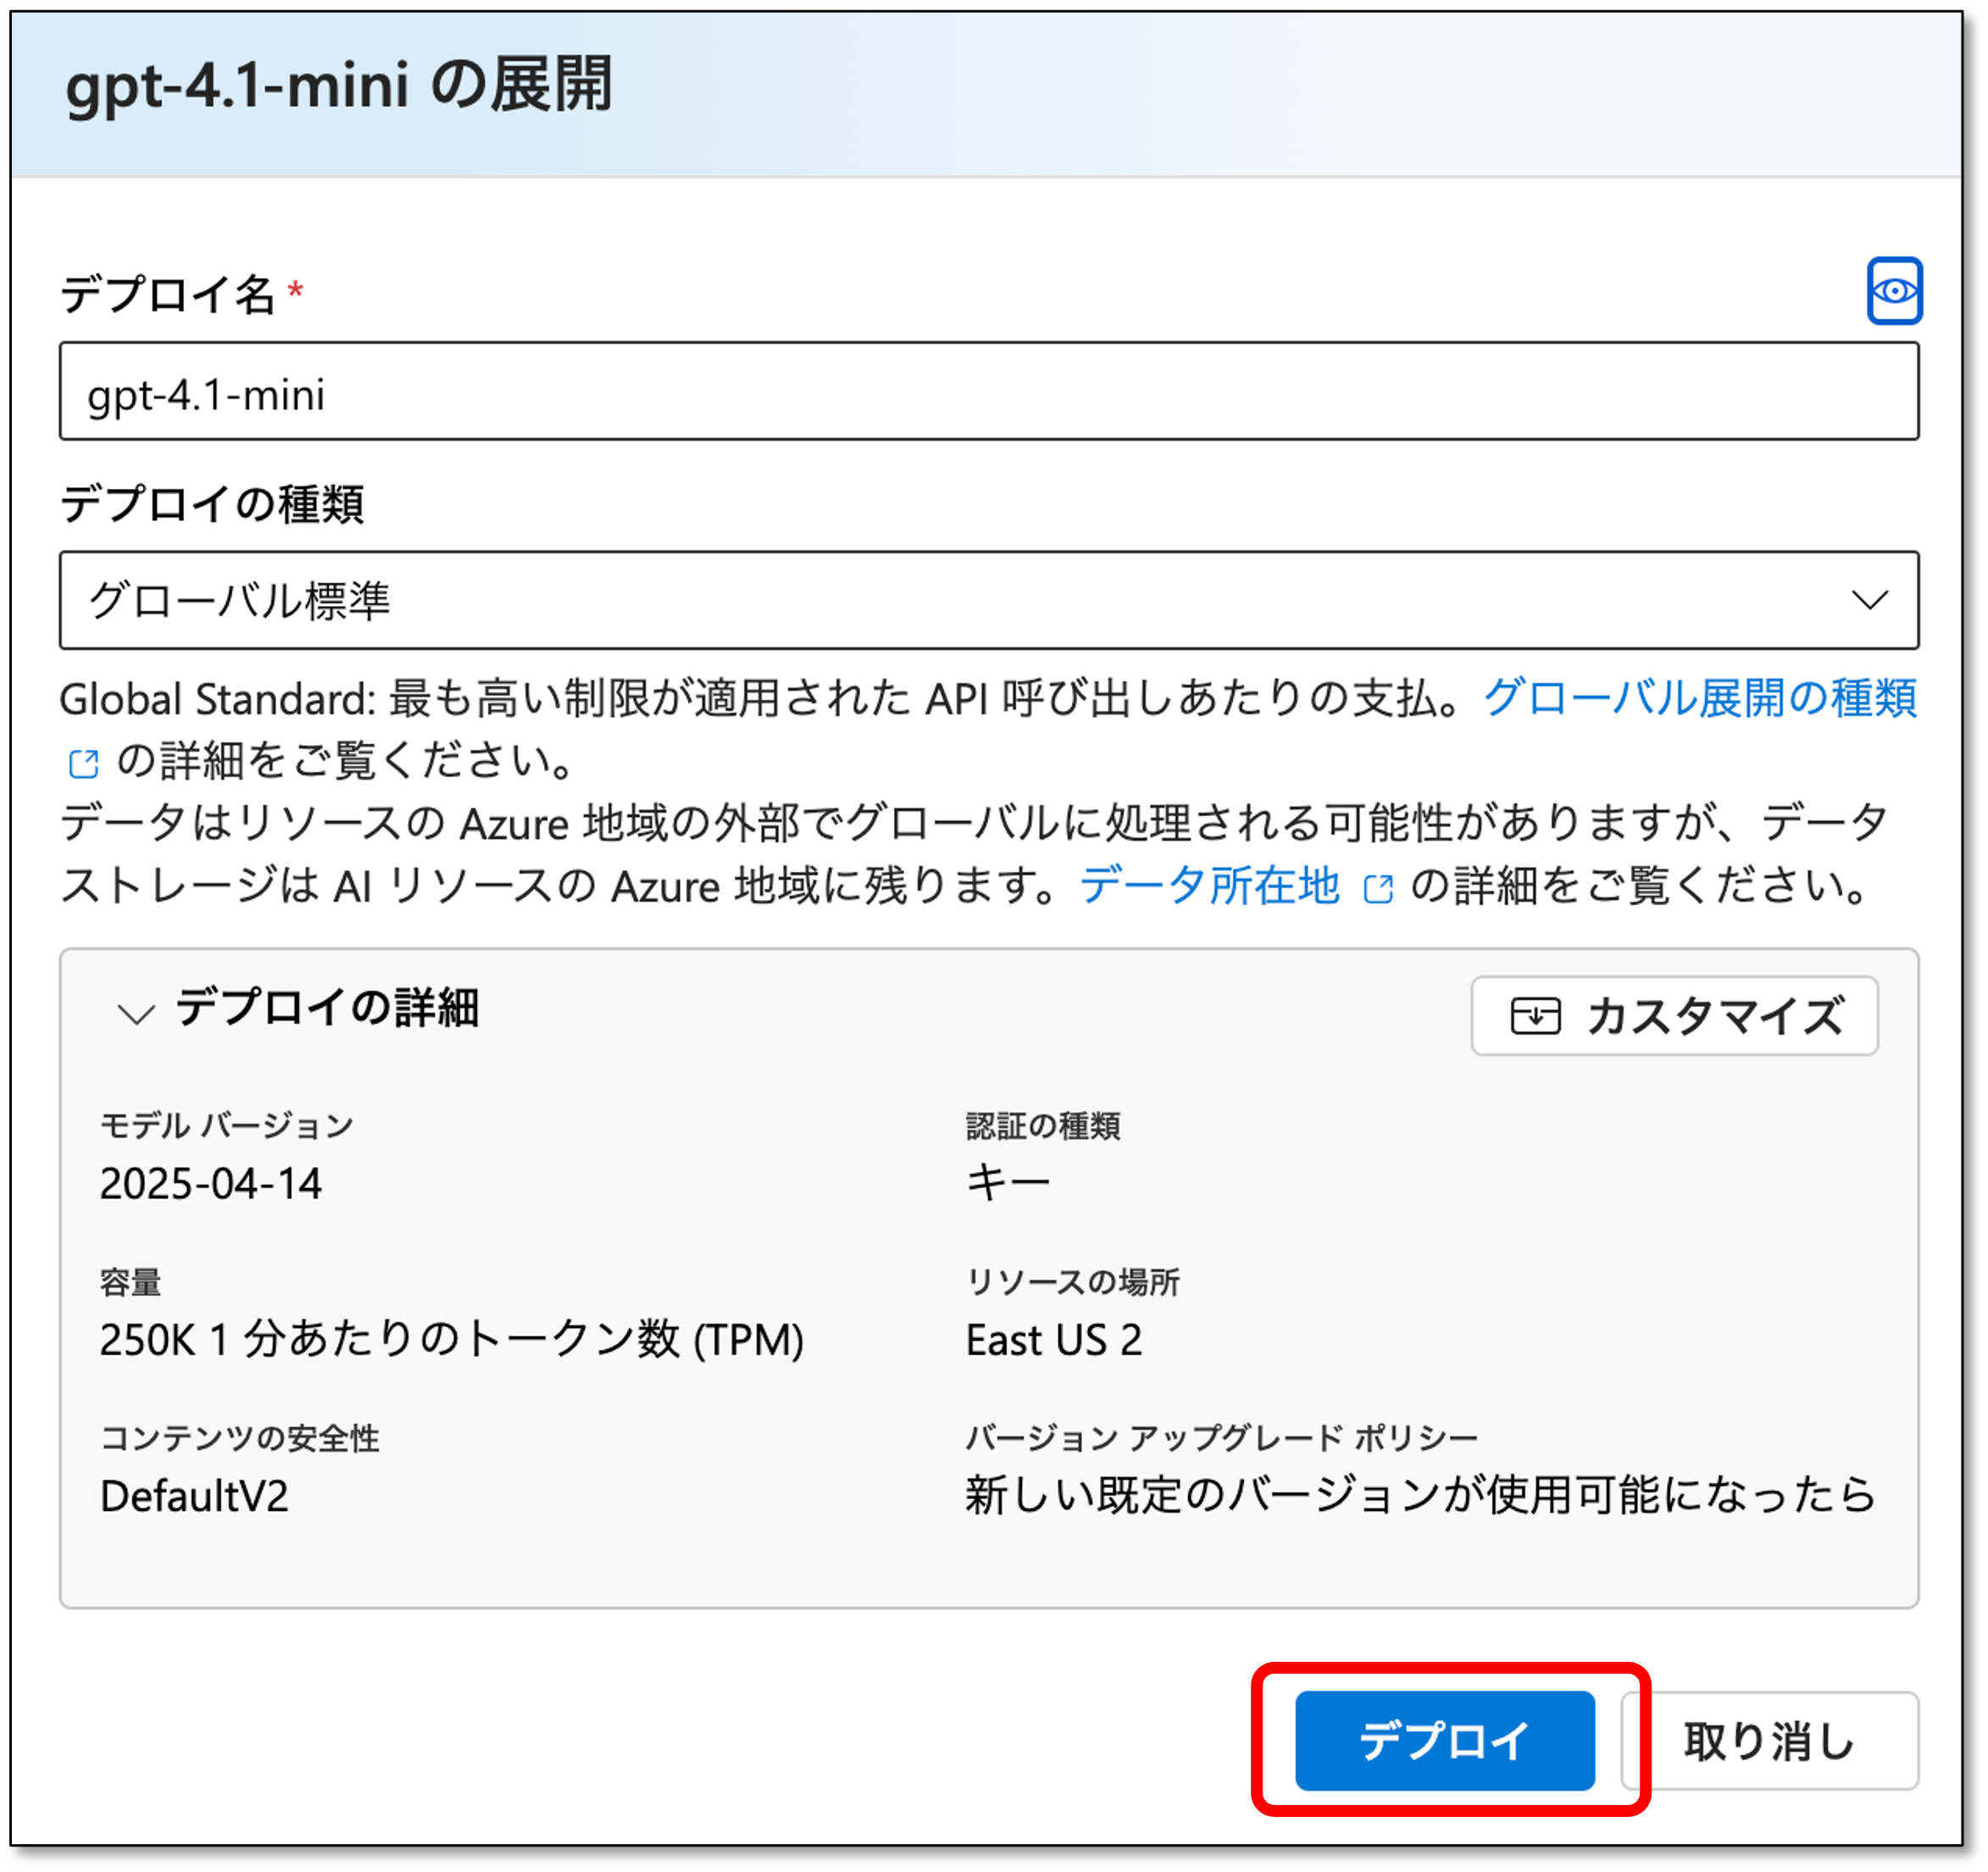 gpt-4.1-mini の展開
デプロイ名 *
gpt-4.1-mini
デプロイの種類
グローバル標準
Global Standard: 最も高い制限が適用された API 呼び出しあたりの支払。グローバル展開の種類
の詳細をご覧ください。
データはリソースの Azure 地域の外部でグローバルに処理される可能性がありますが、データ
ストレージは AI リソースの Azure 地域に残ります。データ所在地 の詳細をご覧ください。
デプロイの詳細
カスタマイズ
モデル バージョン
2025-04-14
認証の種類
キー
容量
250K 1 分あたりのトークン数 (TPM)
リソースの場所
East US 2
コンテンツの安全性
DefaultV2
バージョン アップグレード ポリシー
新しい既定のバージョンが使用可能になったら
デプロイ
取り消し